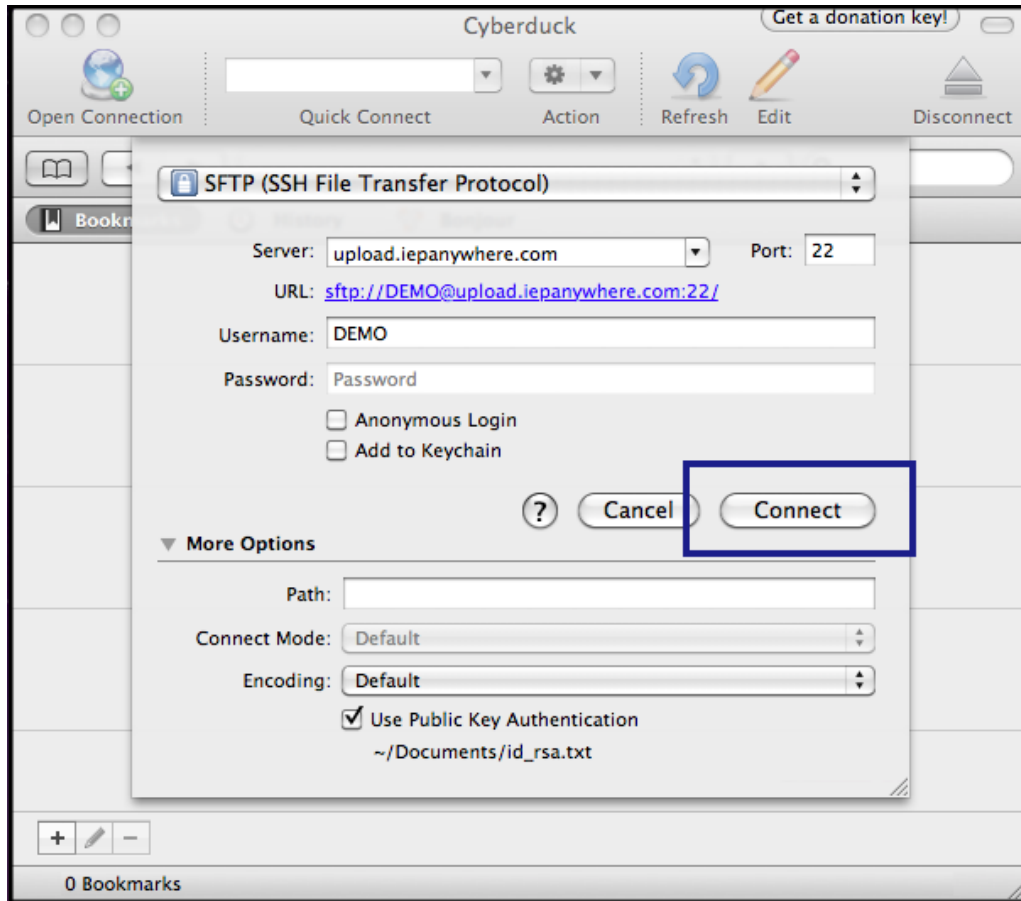 Cyberduck
Get a donation key!
Open Connection
Quick Connect
Action
Refresh
Edit
Disconnect
SFTP (SSH File Transfer Protocol)
History
Bonjour
Server: upload.iepanywhere.com Port: 22
URL: sftp://DEMO@upload.iepanywhere.com:22/
Username: DEMO
Password: Password
Anonymous Login
Add to Keychain
? Cancel Connect
More Options
Path:
Connect Mode: Default
Encoding: Default
Use Public Key Authentication
~/Documents/id_rsa.txt
0 Bookmarks